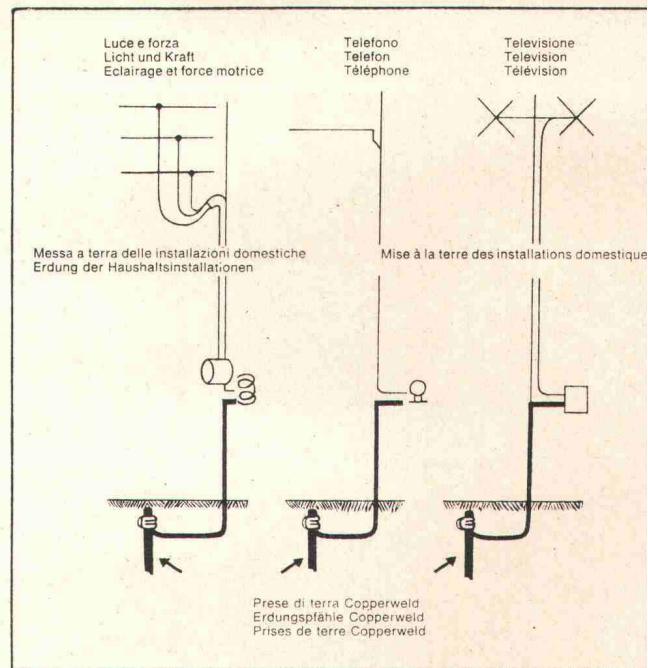 Luce e forza
Licht und Kraft
Eclairage et force motrice
Telefono
Telefon
Téléphone
Televisione
Television
Télévision
Messa a terra delle installazioni domestiche
Erdung der Haushaltsinstallationen
Mise à la terre des installations domestique
Prese di terra Copperweld
Erdungspfähle Copperweld
Prises de terre Copperweld